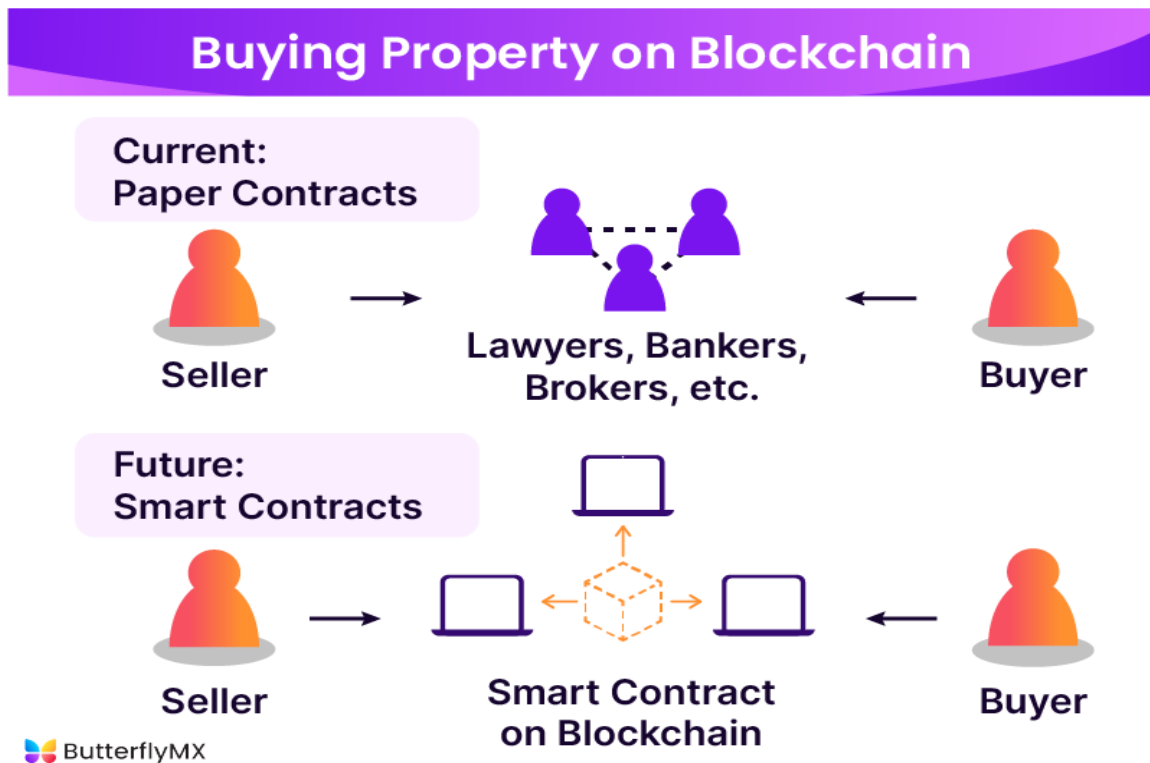 Buying Property on Blockchain
Current:
Paper Contracts
Seller
Lawyers, Bankers,
Brokers, etc.
Buyer
Future:
Smart Contracts
Seller
Smart Contract
on Blockchain
Buyer
ButterflyMX